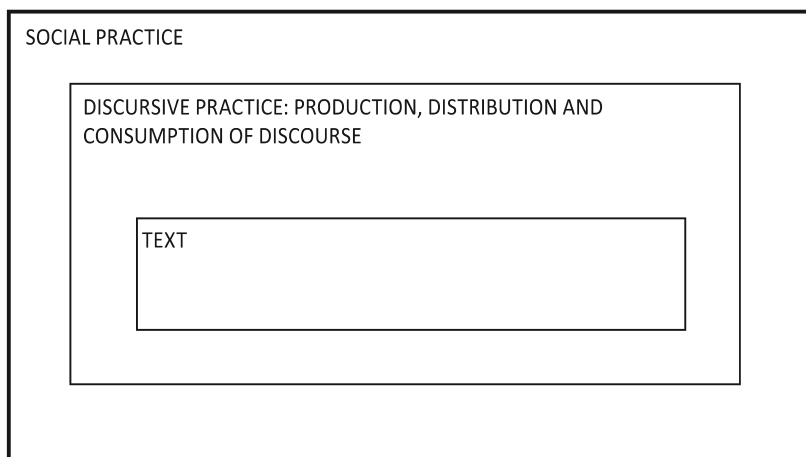 SOCIAL PRACTICE
DISCURSIVE PRACTICE: PRODUCTION, DISTRIBUTION AND
CONSUMPTION OF DISCOURSE
TEXT